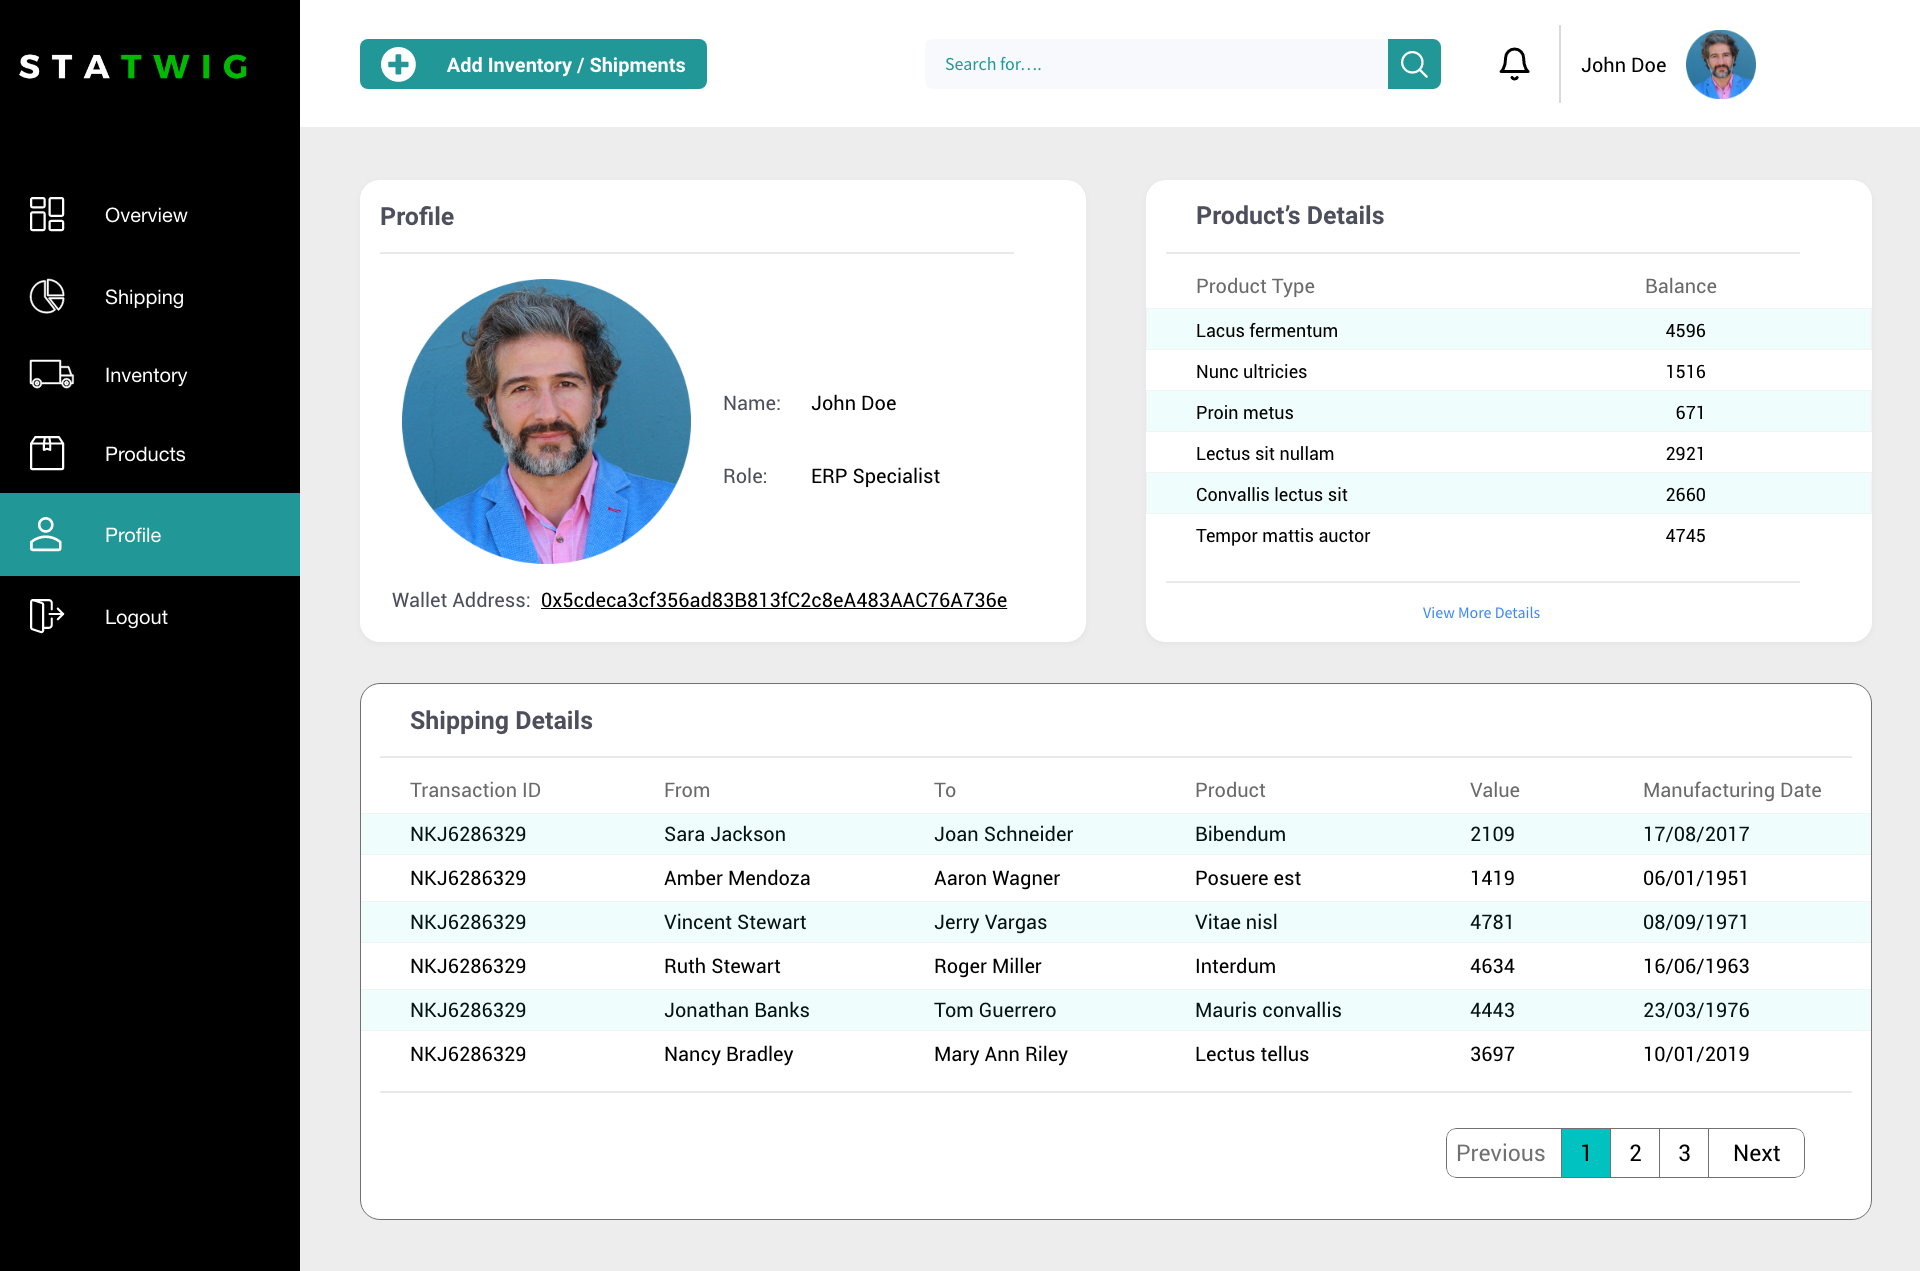 STATWIG
Add Inventory / Shipments
Search for....
John Doe
Overview
Shipping
Inventory
Products
Profile
Logout
Profile
Name: John Doe
Role: ERP Specialist
Wallet Address: 0x5cdeca3cf356ad83B813fC2c8eA483AAC76A736e
Product’s Details
Product Type Balance
Lacus fermentum 4596
Nunc ultricies 1516
Proin metus 671
Lectus sit nullam 2921
Convallis lectus sit 2660
Tempor mattis auctor 4745
View More Details
Shipping Details
Transaction ID From To Product Value Manufacturing Date
NKJ6286329 Sara Jackson Joan Schneider Bibendum 2109 17/08/2017
NKJ6286329 Amber Mendoza Aaron Wagner Posuere est 1419 06/01/1951
NKJ6286329 Vincent Stewart Jerry Vargas Vitae nisl 4781 08/09/1971
NKJ6286329 Ruth Stewart Roger Miller Interdum 4634 16/06/1963
NKJ6286329 Jonathan Banks Tom Guerrero Mauris convallis 4443 23/03/1976
NKJ6286329 Nancy Bradley Mary Ann Riley Lectus tellus 3697 10/01/2019
Previous 1 2 3 Next